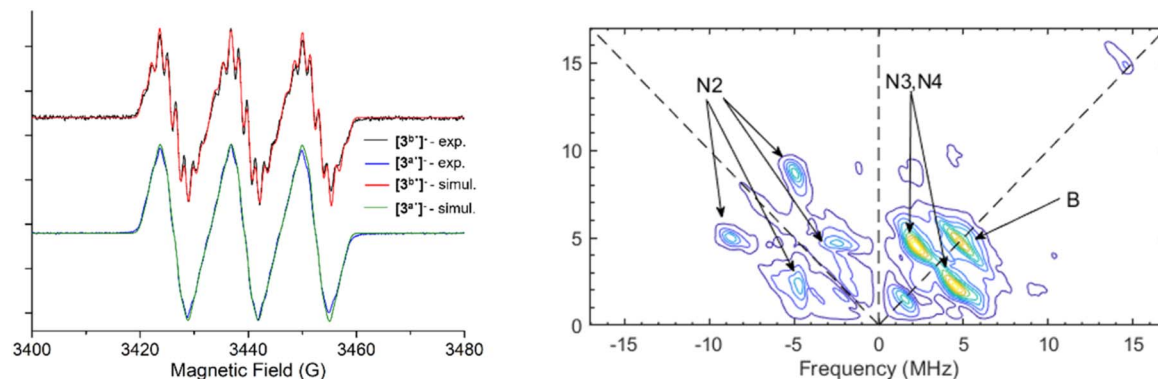 [3ᵇ˙]⁻ - exp.
[3ᵃ˙]⁻ - exp.
[3ᵇ˙]⁻ - simul.
[3ᵃ˙]⁻ - simul.
3400 3420 3440 3460 3480
Magnetic Field (G)
15
10
5
0
N2
N3,N4
B
-15 -10 -5 0 5 10 15
Frequency (MHz)